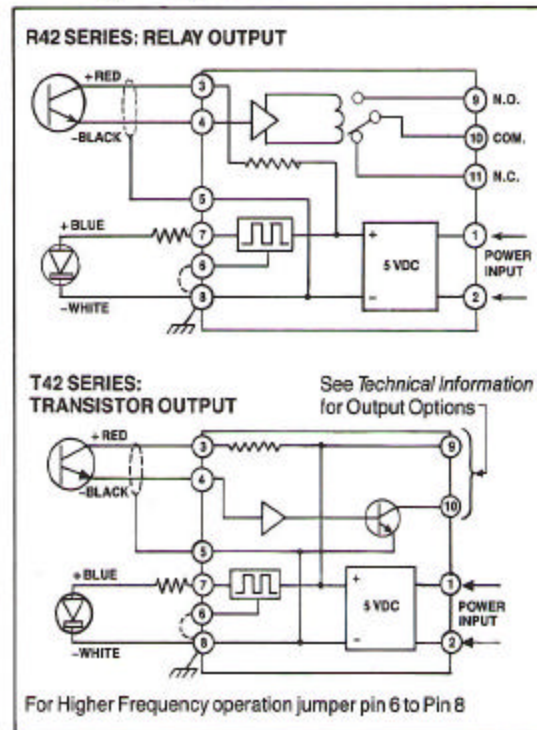 R42 SERIES: RELAY OUTPUT
+RED
3
9 N.O.
4
10 COM.
-BLACK
11 N.C.
5
+BLUE
7
+
1
6
5 VDC
POWER
INPUT
8
-
2
-WHITE
T42 SERIES:
TRANSISTOR OUTPUT
See Technical Information
for Output Options
+RED
3
9
4
-BLACK
10
5
+BLUE
7
+
1
6
5 VDC
POWER
INPUT
8
-
2
-WHITE
For Higher Frequency operation jumper pin 6 to Pin 8